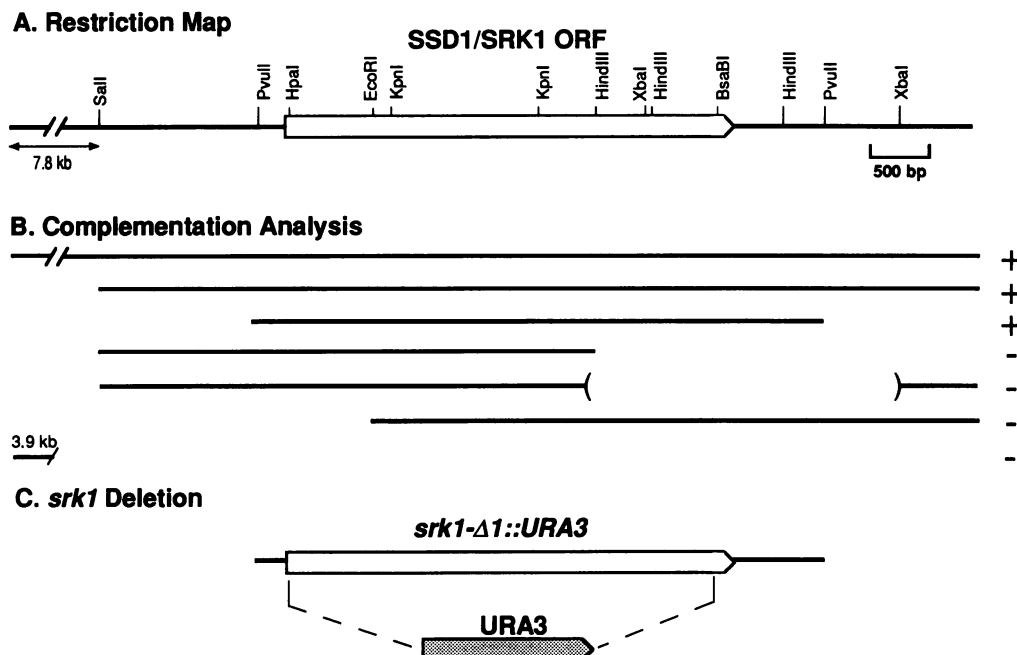 A. Restriction Map
SSD1/SRK1 ORF
SalI
PvuII
HpaI
EcoRI
KpnI
KpnI
HindIII
XbaI
HindIII
BsaBI
HindIII
PvuII
XbaI
7.8 kb
500 bp
B. Complementation Analysis
+
+
+
-
-
-
3.9 kb
-
C. srk1 Deletion
srk1-Δ1::URA3
URA3